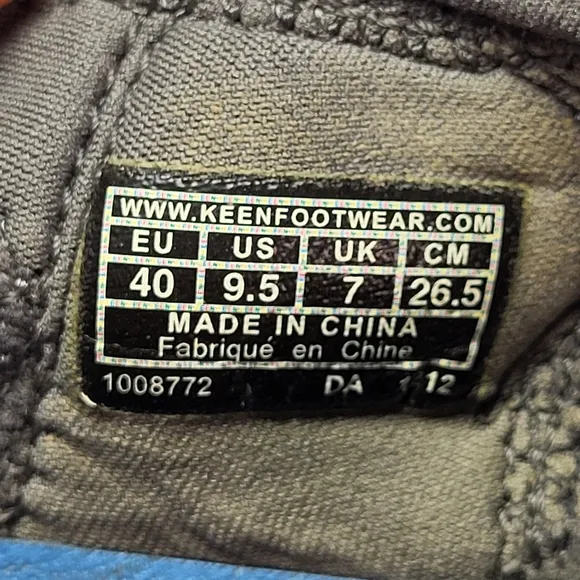 WWW.KEENFOOTWEAR.COM
EU US UK CM
40 9.5 7 26.5
MADE IN CHINA
Fabriqué en Chine
1008772 DA 12